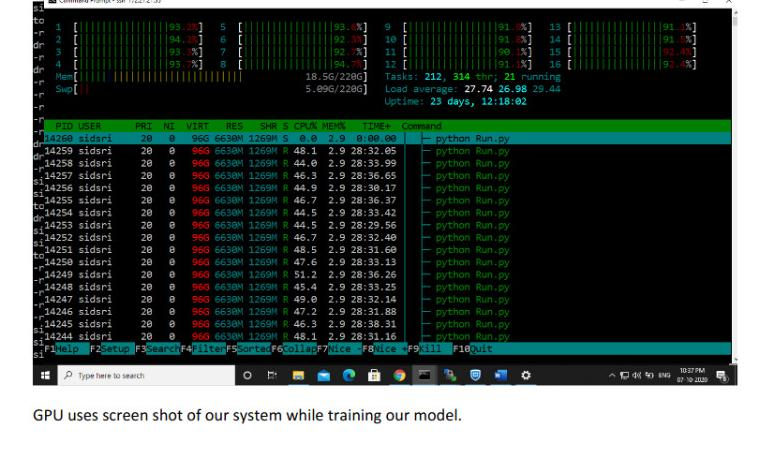 Command Prompt - ssh
1 [93.3%] 5 [93.6%] 9 [91.6%] 13 [91.1%]
2 [94.2%] 6 [92.3%] 10 [91.6%] 14 [91.5%]
3 [93.3%] 7 [92.7%] 11 [90.1%] 15 [92.4%]
4 [93.7%] 8 [94.7%] 12 [91.1%] 16 [92.4%]
Mem[18.5G/220G] Tasks: 212, 314 thr; 21 running
Swp[5.09G/220G] Load average: 27.74 26.98 29.44
Uptime: 23 days, 12:18:02
PID USER PRI NI VIRT RES SHR S CPU% MEM% TIME+ Command
14260 sidsri 20 0 96G 6630M 1269M S 0.0 2.9 0:00.00 python Run.py
14259 sidsri 20 0 96G 6630M 1269M R 48.1 2.9 28:32.05 python Run.py
14258 sidsri 20 0 96G 6630M 1269M R 44.0 2.9 28:33.99 python Run.py
14257 sidsri 20 0 96G 6630M 1269M R 46.3 2.9 28:36.65 python Run.py
14256 sidsri 20 0 96G 6630M 1269M R 44.9 2.9 28:30.17 python Run.py
14255 sidsri 20 0 96G 6630M 1269M R 46.7 2.9 28:36.37 python Run.py
14254 sidsri 20 0 96G 6630M 1269M R 44.5 2.9 28:33.42 python Run.py
14253 sidsri 20 0 96G 6630M 1269M R 44.5 2.9 28:29.56 python Run.py
14252 sidsri 20 0 96G 6630M 1269M R 46.7 2.9 28:32.40 python Run.py
14251 sidsri 20 0 96G 6630M 1269M R 48.5 2.9 28:31.60 python Run.py
14250 sidsri 20 0 96G 6630M 1269M R 47.6 2.9 28:33.13 python Run.py
14249 sidsri 20 0 96G 6630M 1269M R 51.2 2.9 28:36.26 python Run.py
14248 sidsri 20 0 96G 6630M 1269M R 45.4 2.9 28:33.25 python Run.py
14247 sidsri 20 0 96G 6630M 1269M R 49.0 2.9 28:32.14 python Run.py
14246 sidsri 20 0 96G 6630M 1269M R 47.2 2.9 28:31.88 python Run.py
14245 sidsri 20 0 96G 6630M 1269M R 46.3 2.9 28:38.31 python Run.py
14244 sidsri 20 0 96G 6630M 1269M R 48.1 2.9 28:31.16 python Run.py
F1Help F2Setup F3Search F4Filter F5Sorted F6Collap F7Nice - F8Nice + F9Kill F10Quit
Type here to search ENG 10:37 PM
07-10-2020
GPU uses screen shot of our system while training our model.